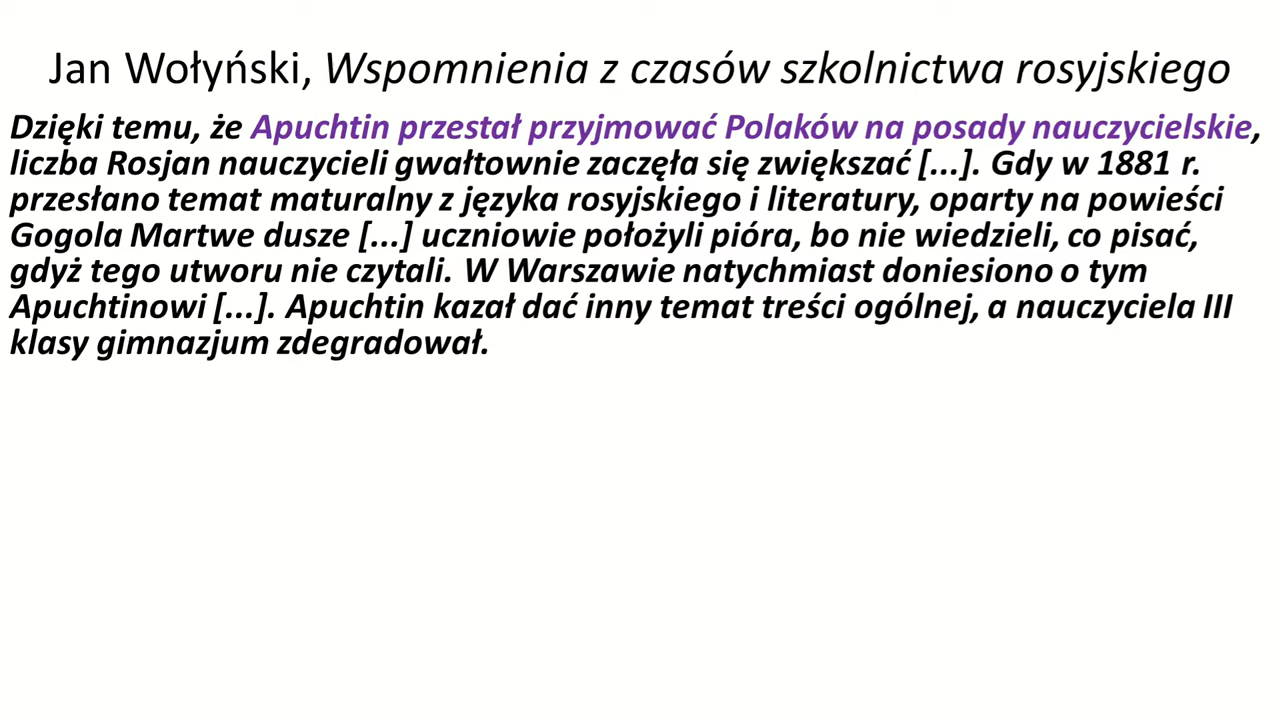 Jan Wołyński, Wspomnienia z czasów szkolnictwa rosyjskiego
Dzięki temu, że Apuchtin przestał przyjmować Polaków na posady nauczycielskie,
liczba Rosjan nauczycieli gwałtownie zaczęła się zwiększać [...]. Gdy w 1881 r.
przesłano temat maturalny z języka rosyjskiego i literatury, oparty na powieści
Gogola Martwe dusze [...] uczniowie położyli pióra, bo nie wiedzieli, co pisać,
gdyż tego utworu nie czytali. W Warszawie natychmiast doniesiono o tym
Apuchtinowi [...]. Apuchtin kazał dać inny temat treści ogólnej, a nauczyciela III
klasy gimnazjum zdegradował.